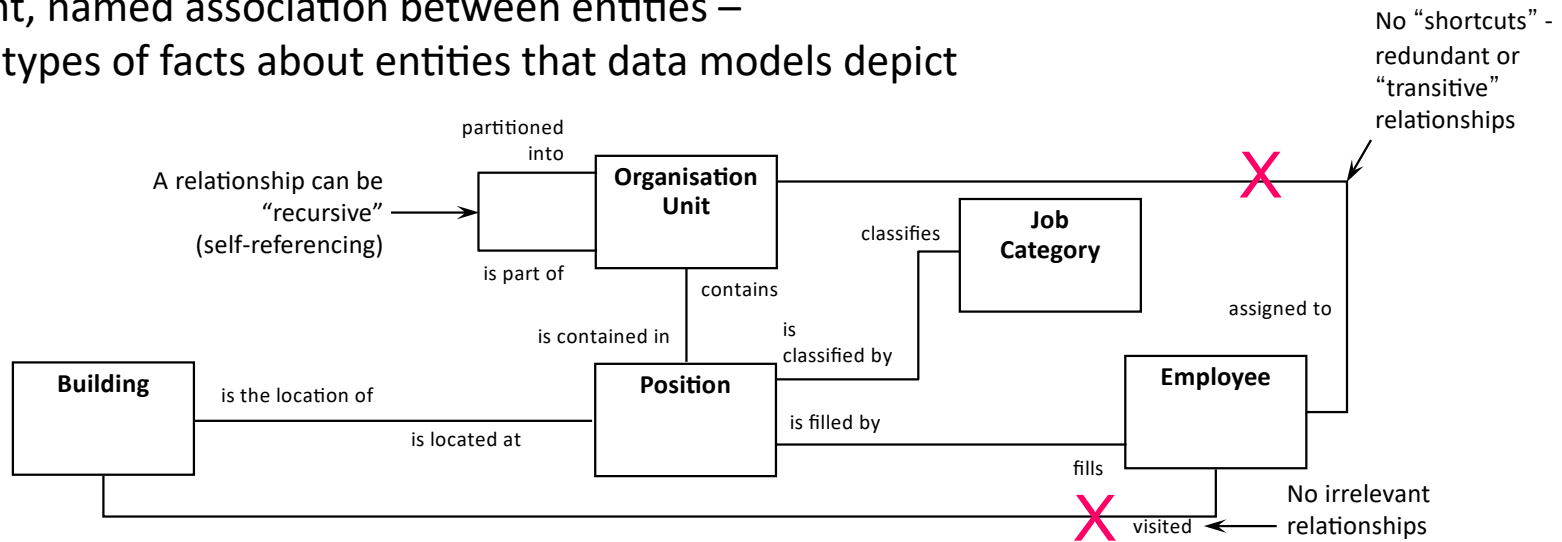 nt, named association between entities –
types of facts about entities that data models depict
No “shortcuts” -
redundant or
“transitive”
relationships
partitioned
into
A relationship can be
“recursive”
(self-referencing)
Organisation
Unit
X
Job
Category
classifies
is part of
contains
assigned to
is contained in
is
classified by
Building
is the location of
Position
Employee
is filled by
is located at
fills
No irrelevant
X
visited
relationships